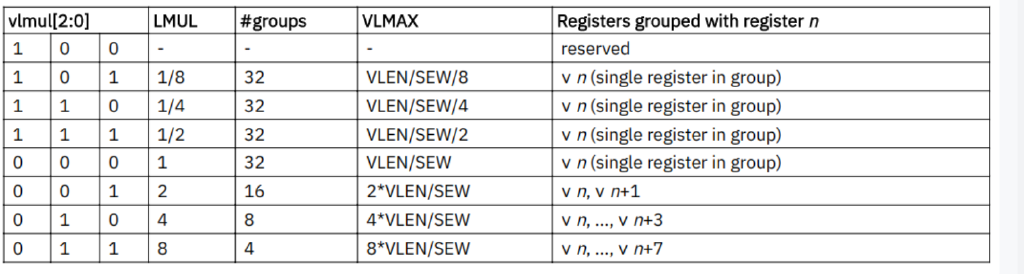 vlmul[2:0] LMUL #groups VLMAX Registers grouped with register n
1 0 0 - - - reserved
1 0 1 1/8 32 VLEN/SEW/8 v n (single register in group)
1 1 0 1/4 32 VLEN/SEW/4 v n (single register in group)
1 1 1 1/2 32 VLEN/SEW/2 v n (single register in group)
0 0 0 1 32 VLEN/SEW v n (single register in group)
0 0 1 2 16 2*VLEN/SEW v n, v n+1
0 1 0 4 8 4*VLEN/SEW v n, ..., v n+3
0 1 1 8 4 8*VLEN/SEW v n, ..., v n+7